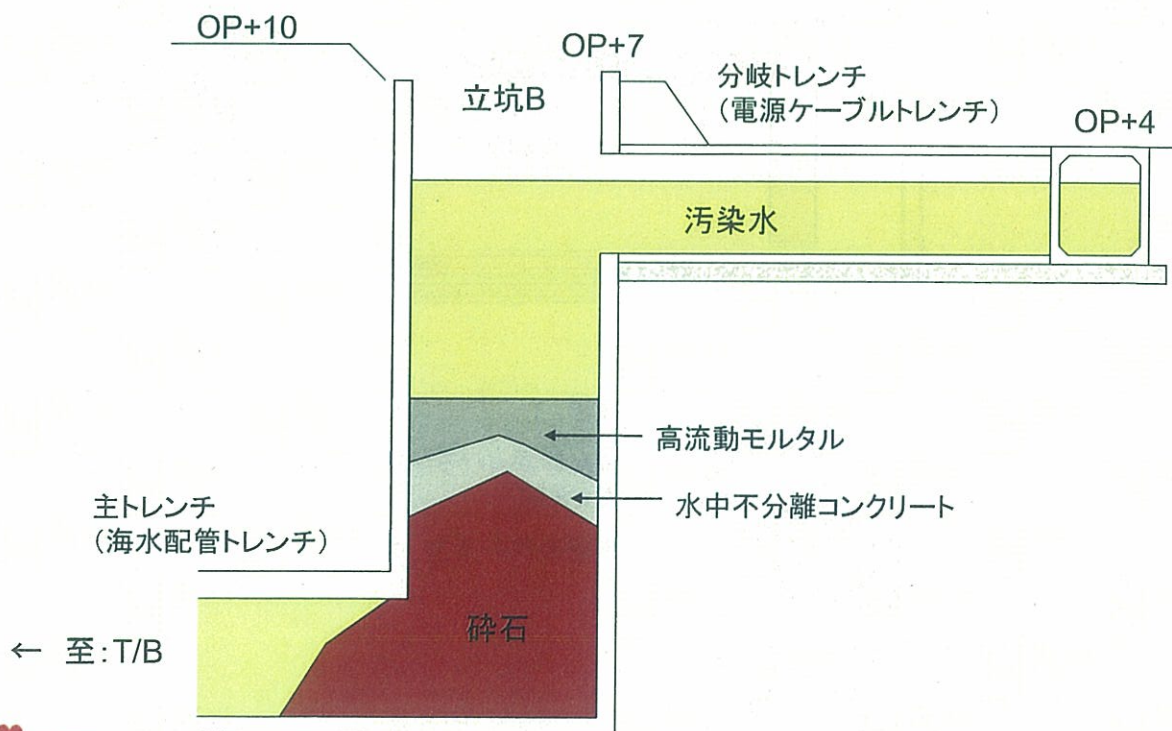 OP+10
立坑B
OP+7
分岐トレンチ
(電源ケーブルトレンチ)
OP+4
汚染水
高流動モルタル
水中不分離コンクリート
主トレンチ
(海水配管トレンチ)
砕石
← 至:T/B